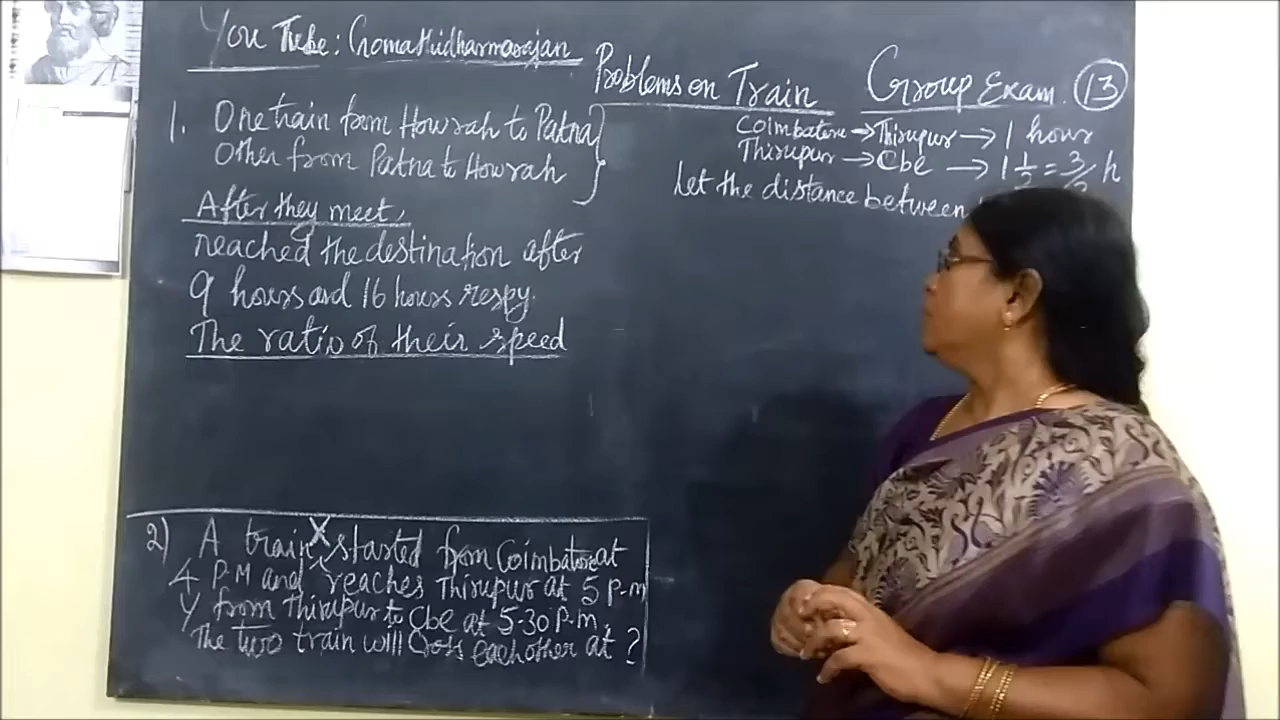 You Tube: Gomathidharmarajan
Problems on Train
Group Exam. 13
1. One train from Howrah to Patna
Other from Patna to Howrah
After they meet,
reached the destination after
9 hours and 16 hours respy.
The ratio of their speed
Coimbatore → Thirupur → 1 hour
Thirupur → Cbe → 1 1/2 = 3/2 h
Let the distance between
2) A train X started from Coimbatore at
4 P.M and reaches Thirupur at 5 P.m
Y from Thirupur to Cbe at 5-30 P.m.
The two train will Cross each other at ?